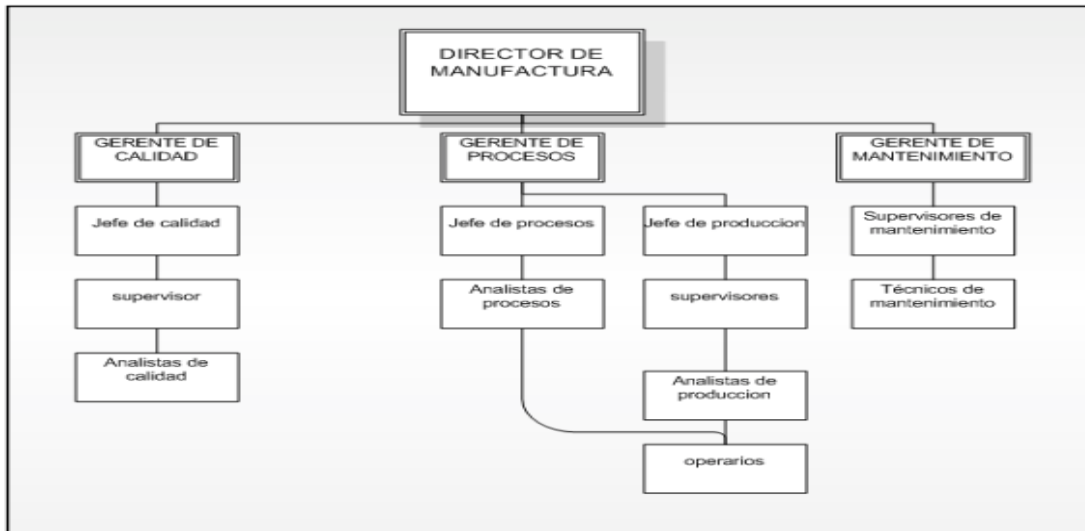 DIRECTOR DE
MANUFACTURA
GERENTE DE
CALIDAD
GERENTE DE
PROCESOS
GERENTE DE
MANTENIMIENTO
Jefe de calidad
Jefe de procesos
Jefe de produccion
Supervisores de
mantenimiento
supervisor
Analistas de
procesos
supervisores
Técnicos de
mantenimiento
Analistas de
calidad
Analistas de
produccion
operarios